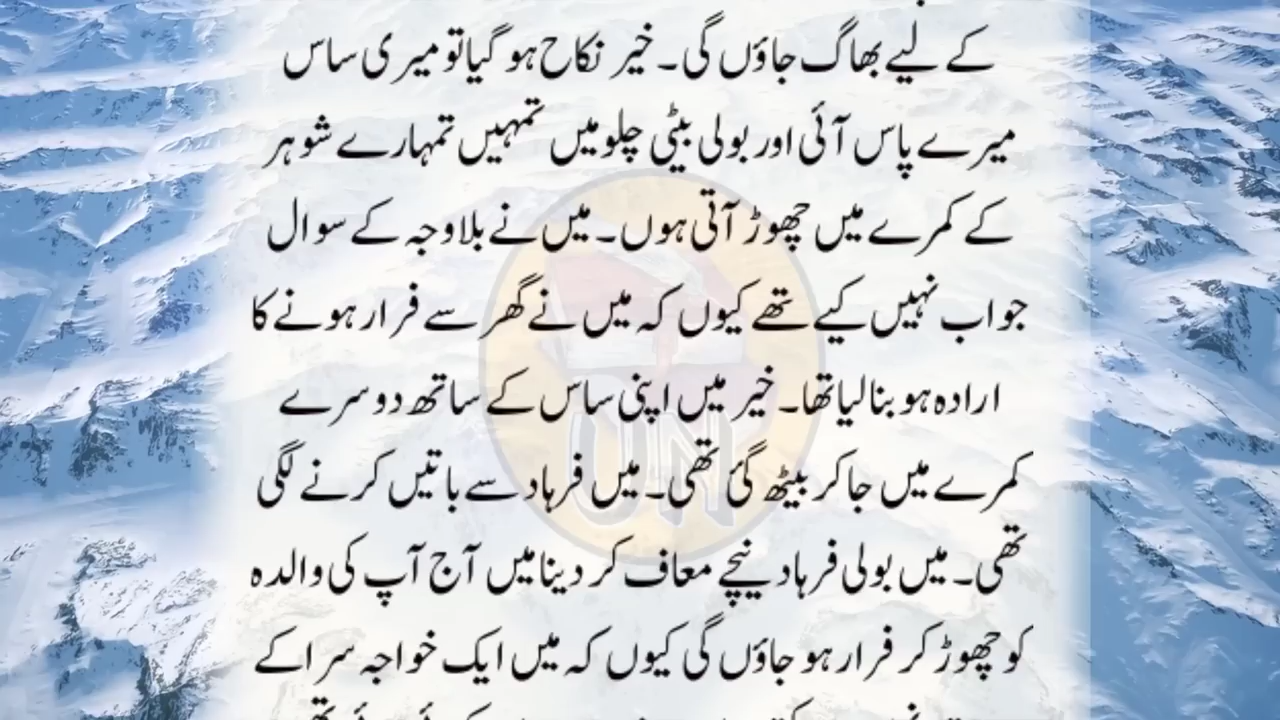 کے لیے بھاگ جاؤں گی۔ خیر نکاح ہو گیا تو میری ساس
میرے پاس آئی اور بولی بیٹی چلو میں تمہیں تمہارے شوہر
کے کمرے میں چھوڑ آتی ہوں۔ میں نے بلاوجہ کے سوال
جواب نہیں کیے تھے کیوں کہ میں نے گھر سے فرار ہونے کا
ارادہ ہو بنا لیا تھا۔ خیر میں اپنی ساس کے ساتھ دوسرے
کمرے میں جا کر بیٹھ گئ تھی۔ میں فرہاد سے باتیں کرنے لگی
تھی۔ میں بولی فرہاد نیچے معاف کر دینا میں آج آپ کی والدہ
کو چھوڑ کر فرار ہو جاؤں گی کیوں کہ میں ایک خواجہ سرا کے
UN